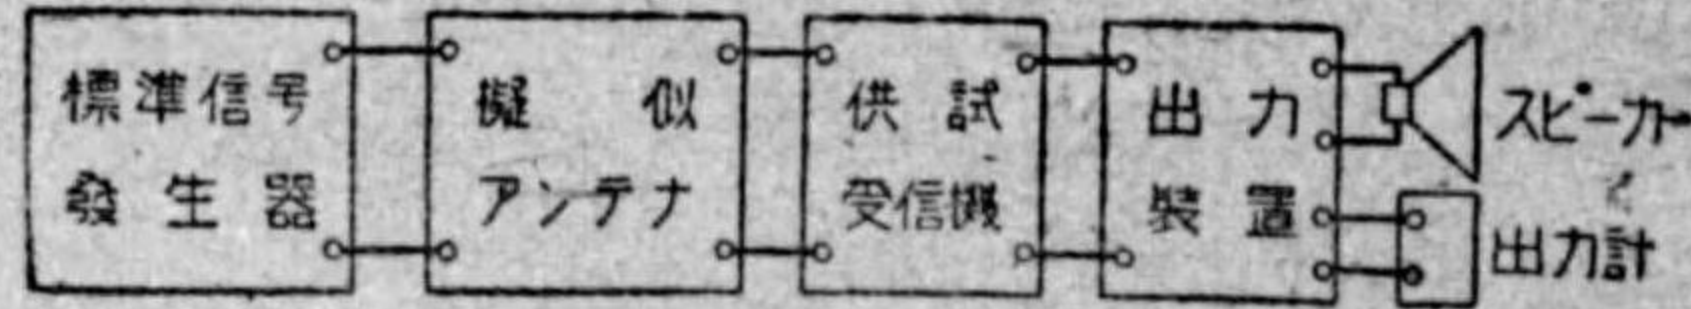 標準信号
發生器
擬似
アンテナ
供試
受信機
出力
裝置
スピーカー
出力計